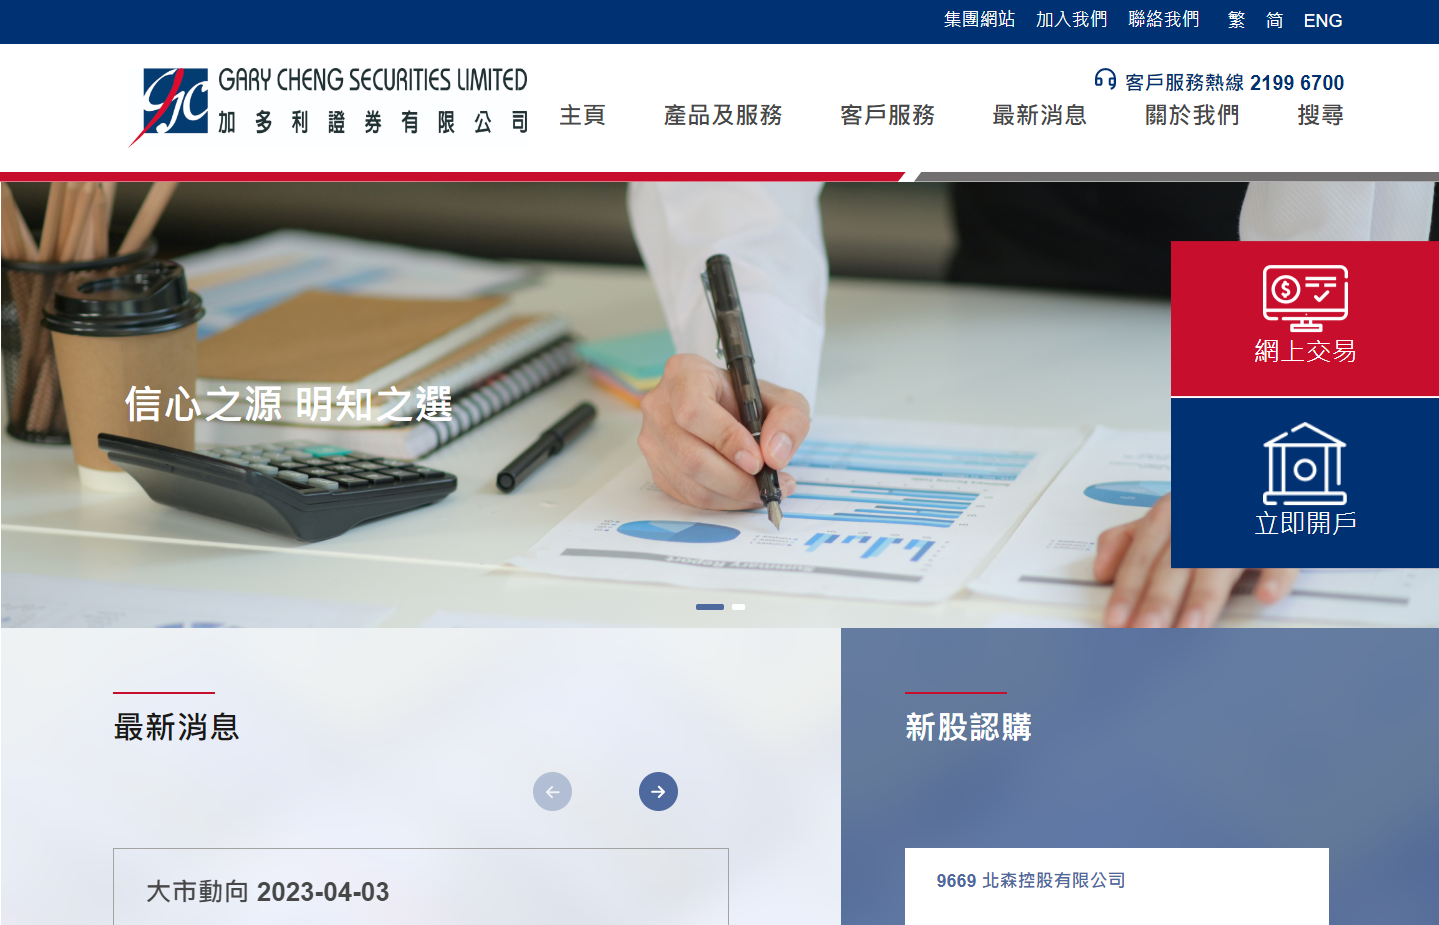 集團網站 加入我們 聯絡我們 繁 简 ENG
GARY CHENG SECURITIES LIMITED
加多利證券有限公司
客戶服務熱線 2199 6700
主頁 產品及服務 客戶服務 最新消息 關於我們 搜尋
網上交易
信心之源 明知之選
立即開戶
最新消息
新股認購
大市動向 2023-04-03
9669 北森控股有限公司